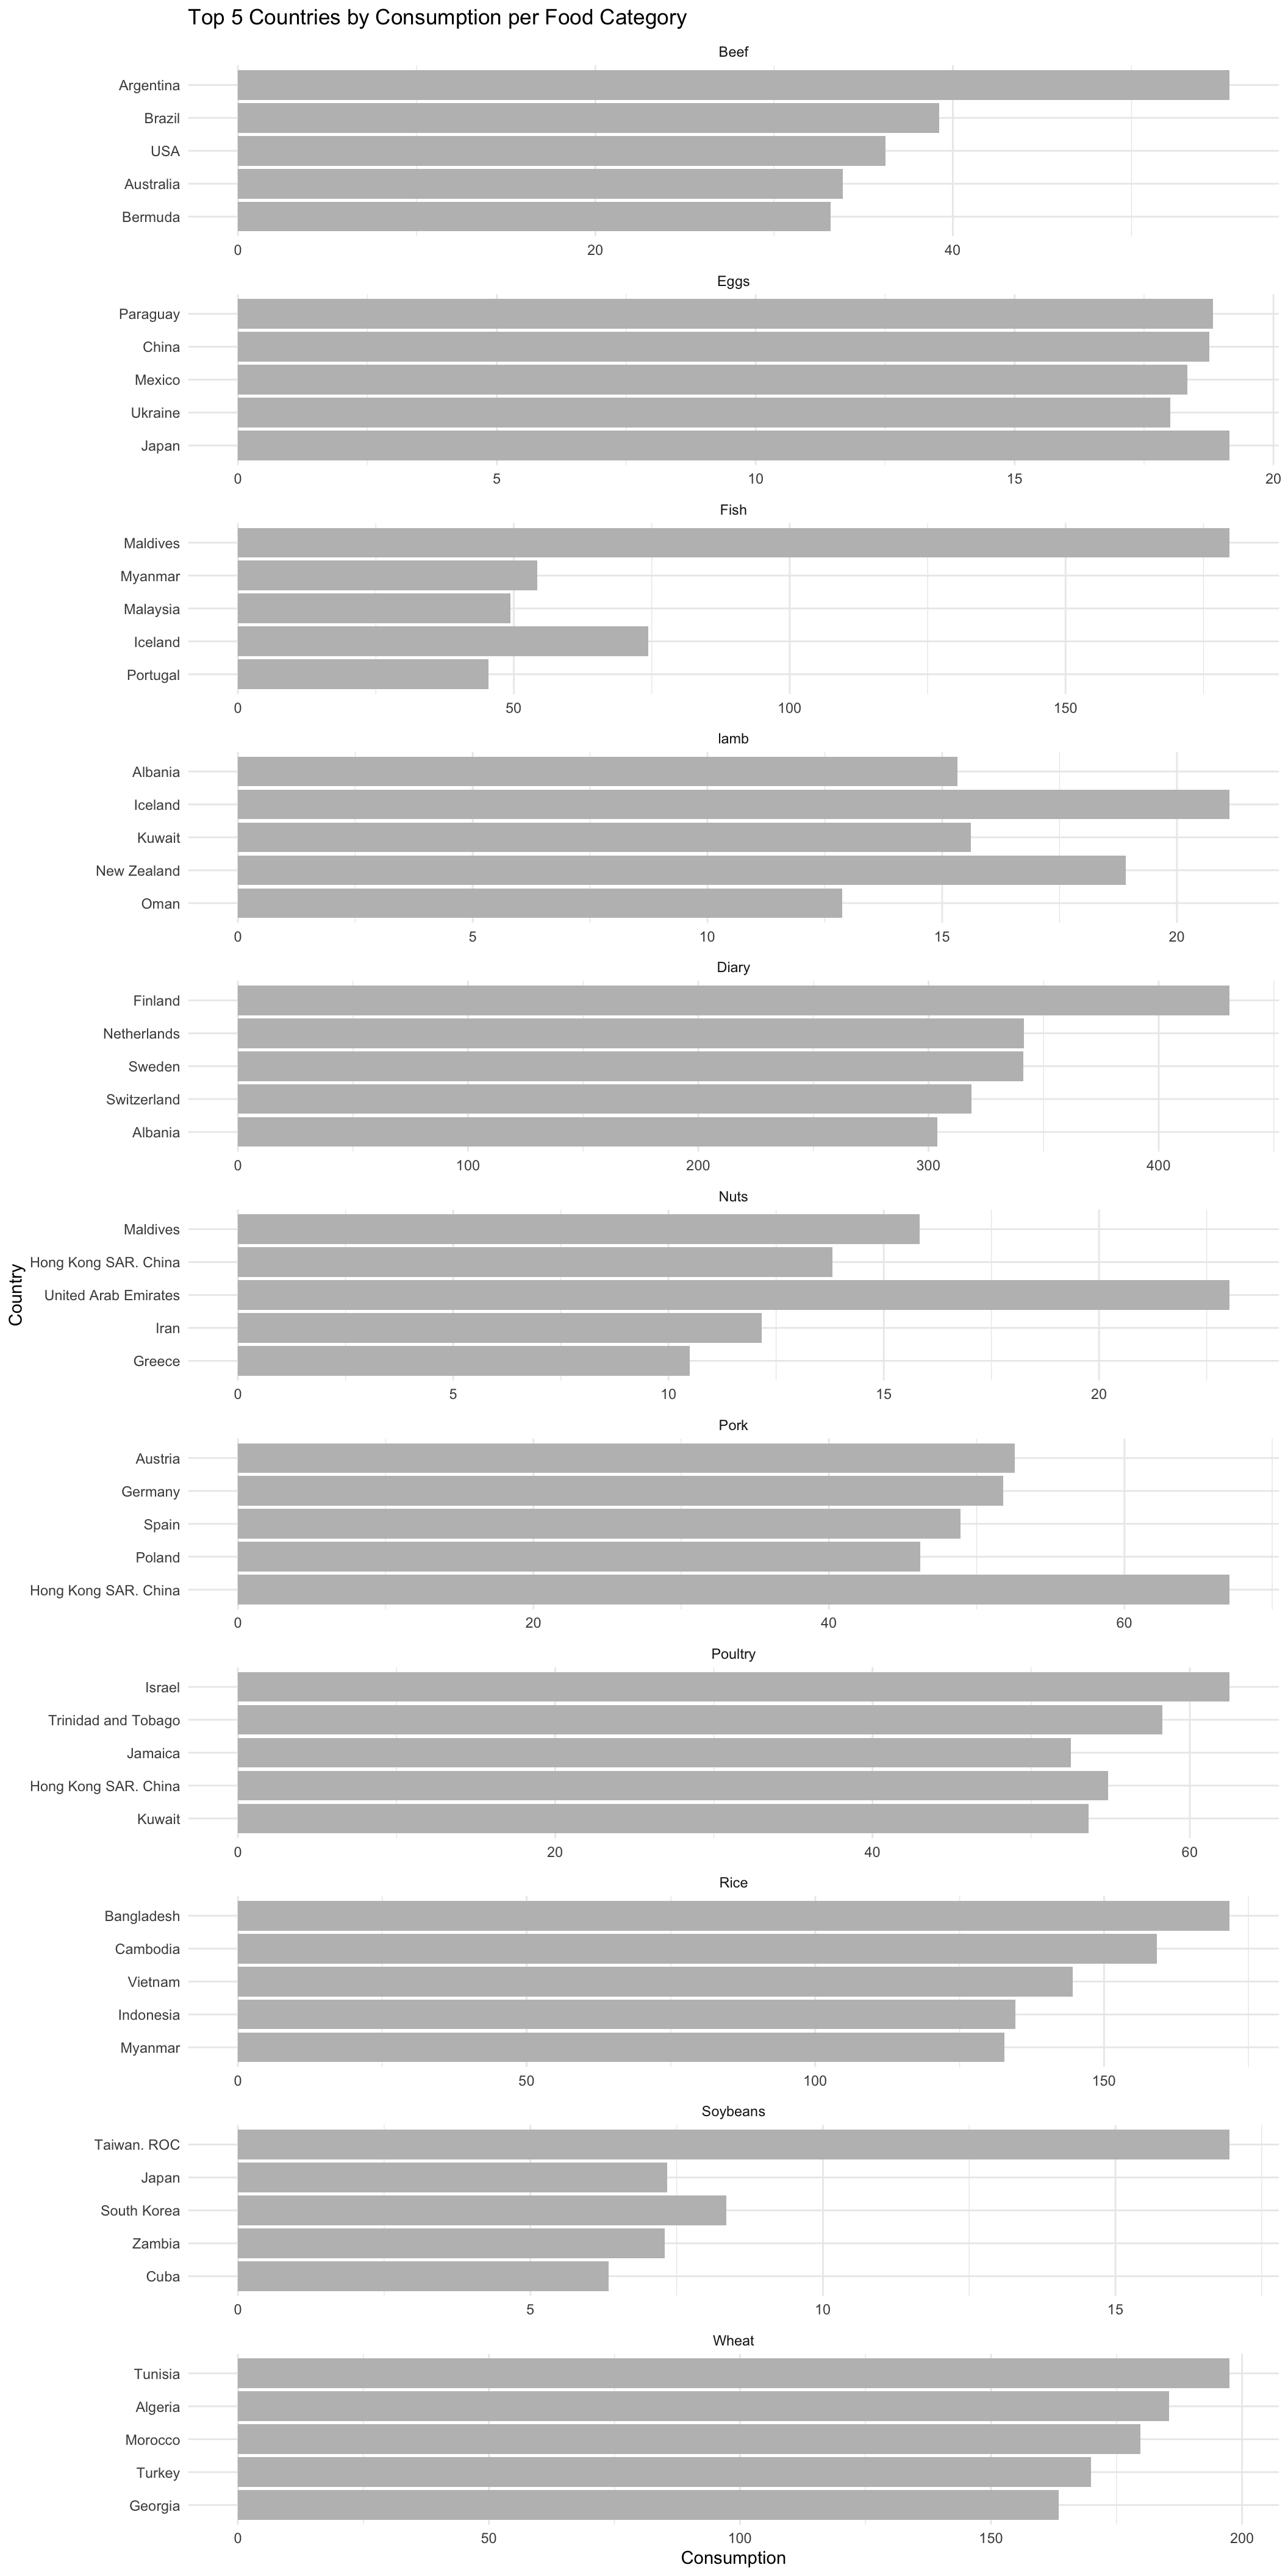 Top 5 Countries by Consumption per Food Category
Beef
Argentina
Brazil
USA
Australia
Bermuda
0 20 40
Eggs
Paraguay
China
Mexico
Ukraine
Japan
0 5 10 15 20
Fish
Maldives
Myanmar
Malaysia
Iceland
Portugal
0 50 100 150
lamb
Albania
Iceland
Kuwait
New Zealand
Oman
0 5 10 15 20
Diary
Finland
Netherlands
Sweden
Switzerland
Albania
0 100 200 300 400
Nuts
Maldives
Hong Kong SAR. China
United Arab Emirates
Iran
Greece
0 5 10 15 20
Country
Pork
Austria
Germany
Spain
Poland
Hong Kong SAR. China
0 20 40 60
Poultry
Israel
Trinidad and Tobago
Jamaica
Hong Kong SAR. China
Kuwait
0 20 40 60
Rice
Bangladesh
Cambodia
Vietnam
Indonesia
Myanmar
0 50 100 150
Soybeans
Taiwan. ROC
Japan
South Korea
Zambia
Cuba
0 5 10 15
Wheat
Tunisia
Algeria
Morocco
Turkey
Georgia
0 50 100 150 200
Consumption